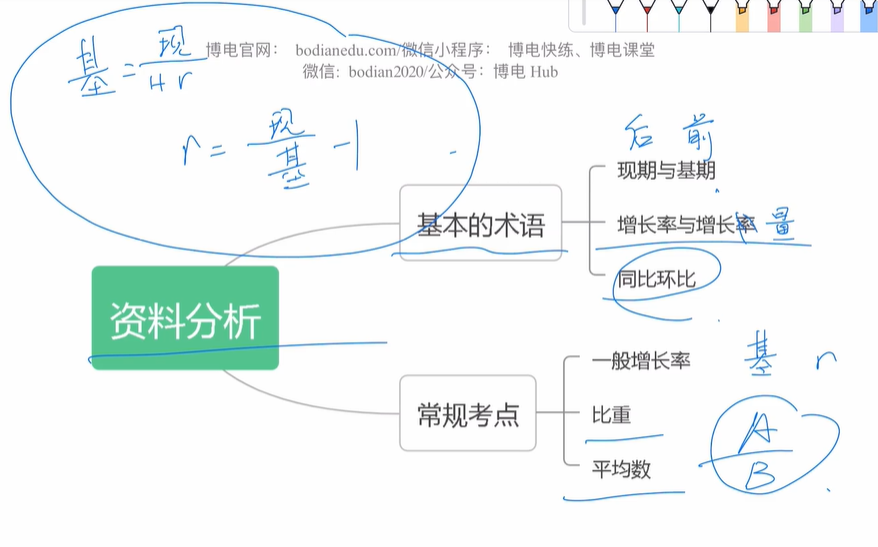 博电官网： bodianedu.com/微信小程序： 博电快练、博电课堂
微信: bodian2020/公众号：博电 Hub
基=现/1+r
r=现/基-1
后 前
现期与基期
基本的术语
增长率与增长率 量
同比环比
资料分析
一般增长率 基 r
常规考点
比重
A/B
平均数